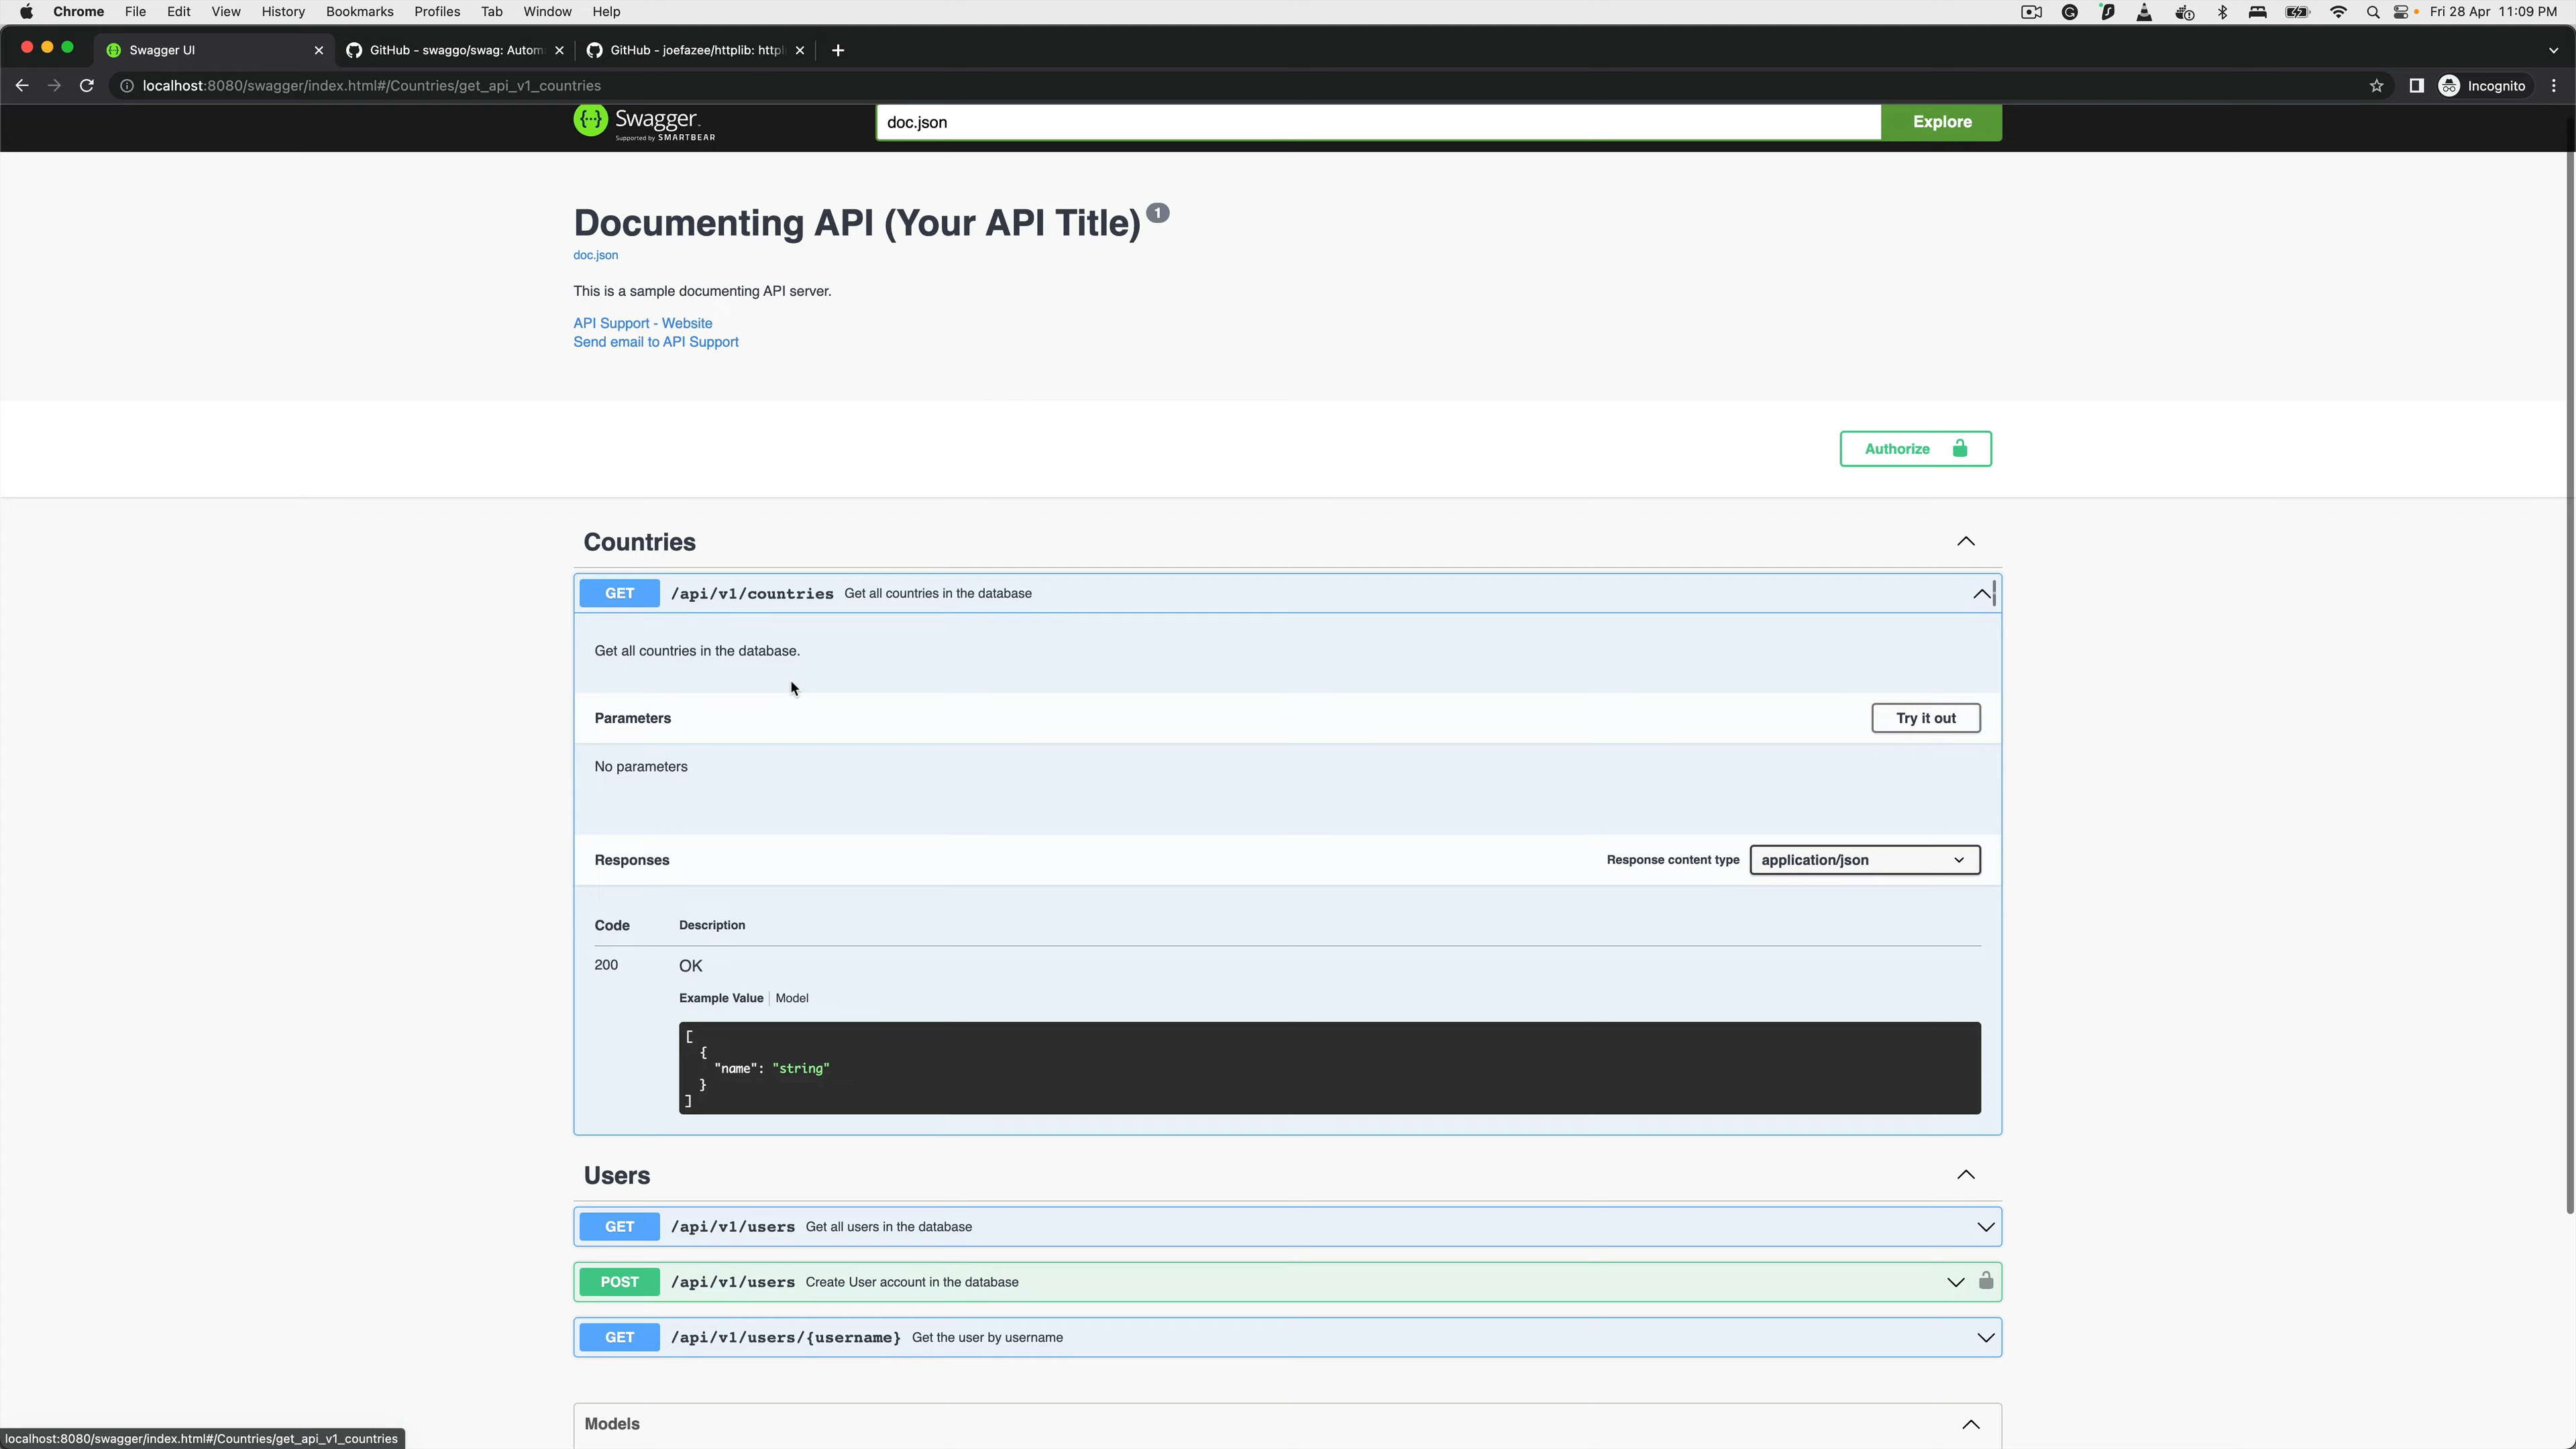 Chrome File Edit View History Bookmarks Profiles Tab Window Help Fri 28 Apr 11:09 PM
Swagger UI GitHub - swaggo/swag: Autom GitHub - joefazee/httplib: http
localhost:8080/swagger/index.html#/Countries/get_api_v1_countries Incognito
Swagger doc.json Explore
Supported by SMARTBEAR
Documenting API (Your API Title) 1
doc.json
This is a sample documenting API server.
API Support - Website
Send email to API Support
Authorize
Countries
GET /api/v1/countries Get all countries in the database
Get all countries in the database.
Parameters Try it out
No parameters
Responses Response content type application/json
Code Description
200 OK
Example Value Model
[
{
"name": "string"
}
]
Users
GET /api/v1/users Get all users in the database
POST /api/v1/users Create User account in the database
GET /api/v1/users/{username} Get the user by username
Models
localhost:8080/swagger/index.html#/Countries/get_api_v1_countries